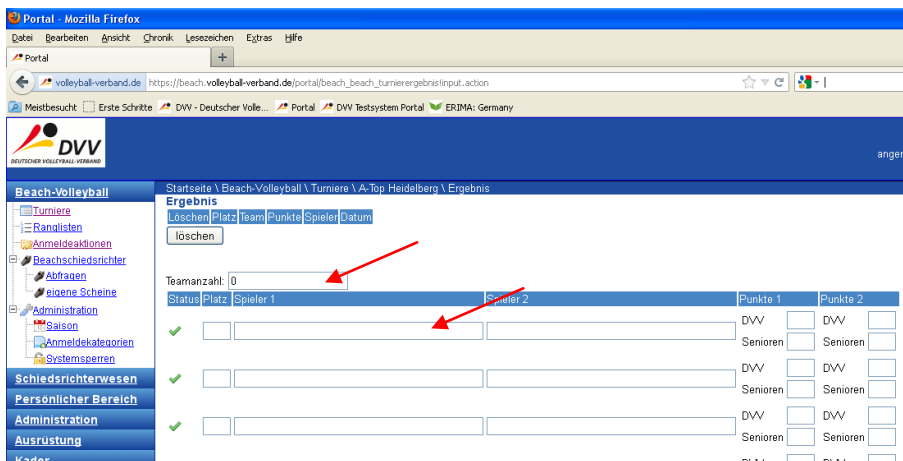 Portal - Mozilla Firefox
Datei Bearbeiten Ansicht Chronik Lesezeichen Extras Hilfe
Portal +
volleyball-verband.de https://beach.volleyball-verband.de/portal/beach_beach_turnierergebnis!input.action
Meistbesucht Erste Schritte DVV - Deutscher Volle... Portal DVV Testsystem Portal ERIMA: Germany
DVV
DEUTSCHER VOLLEYBALL-VERBAND
anger
Beach-Volleyball
Turniere
Ranglisten
Anmeldeaktionen
Beachschiedsrichter
Abfragen
eigene Scheine
Administration
Saison
Anmeldekategorien
Systemsperren
Schiedsrichterwesen
Persönlicher Bereich
Administration
Ausrüstung
Kader
Startseite \ Beach-Volleyball \ Turniere \ A-Top Heidelberg \ Ergebnis
Ergebnis
Löschen Platz Team Punkte Spieler Datum
löschen
Teamanzahl: 0
Status Platz Spieler 1 Spieler 2 Punkte 1 Punkte 2
DVV DVV
Senioren Senioren
DVV DVV
Senioren Senioren
DVV DVV
Senioren Senioren